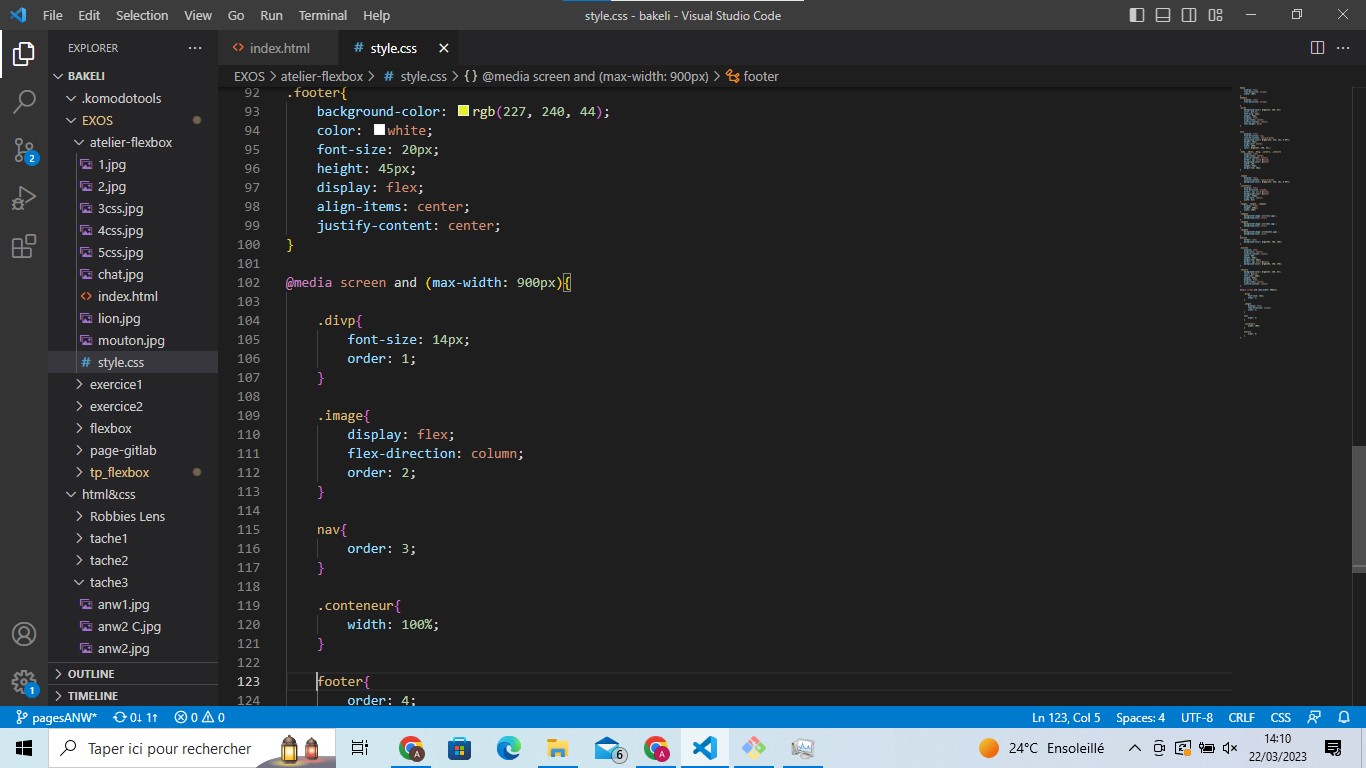 File Edit Selection View Go Run Terminal Help
style.css - bakeli - Visual Studio Code
EXPLORER
BAKELI
.komodotools
EXOS
atelier-flexbox
1.jpg
2.jpg
3css.jpg
4css.jpg
5css.jpg
chat.jpg
index.html
lion.jpg
mouton.jpg
style.css
exercice1
exercice2
flexbox
page-gitlab
tp_flexbox
html&css
Robbies Lens
tache1
tache2
tache3
anw1.jpg
anw2 C.jpg
anw2.jpg
OUTLINE
TIMELINE
2
1
index.html
# style.css
EXOS > atelier-flexbox > # style.css > {} @media screen and (max-width: 900px) > footer
92 .footer{
93 background-color: rgb(227, 240, 44);
94 color: white;
95 font-size: 20px;
96 height: 45px;
97 display: flex;
98 align-items: center;
99 justify-content: center;
100 }
101
102 @media screen and (max-width: 900px){
103
104 .divp{
105 font-size: 14px;
106 order: 1;
107 }
108
109 .image{
110 display: flex;
111 flex-direction: column;
112 order: 2;
113 }
114
115 nav{
116 order: 3;
117 }
118
119 .conteneur{
120 width: 100%;
121 }
122
123 footer{
124 order: 4;
pagesANW* 0↓ 1↑ 0 0
Ln 123, Col 5 Spaces: 4 UTF-8 CRLF CSS
Taper ici pour rechercher
6
24°C Ensoleillé
14:10
22/03/2023